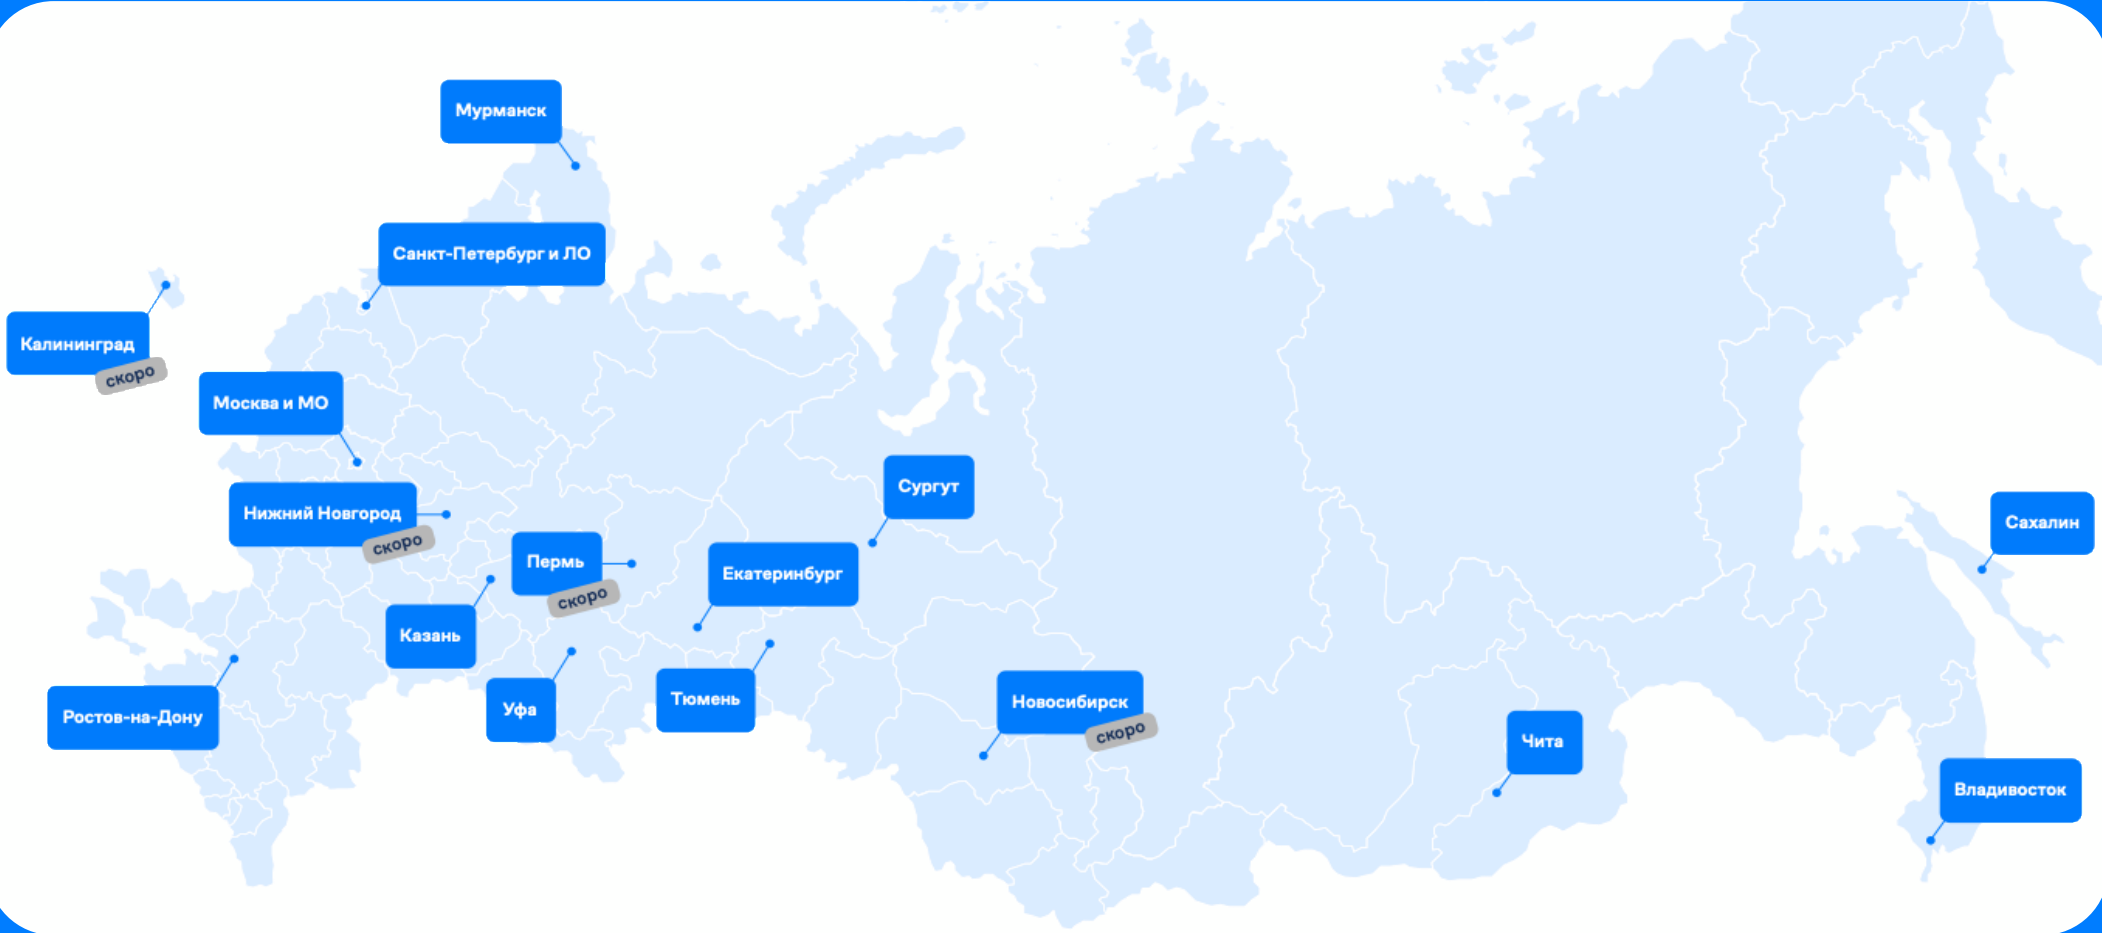 Мурманск
Санкт-Петербург и ЛО
Калининград
скоро
Москва и МО
Нижний Новгород
скоро
Сургут
Сахалин
Пермь
скоро
Екатеринбург
Казань
Уфа
Тюмень
Ростов-на-Дону
Новосибирск
скоро
Чита
Владивосток